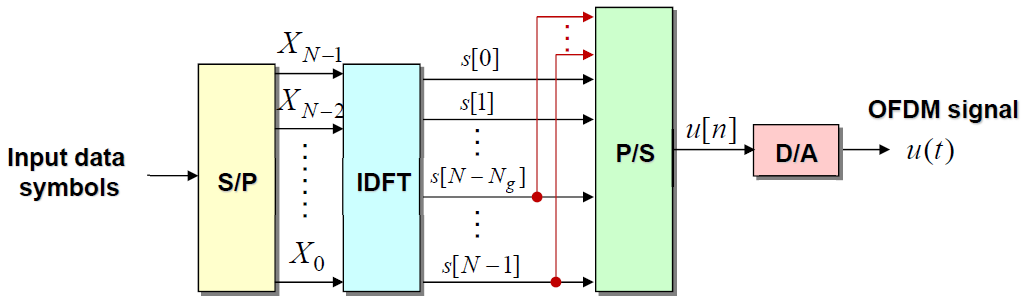 Input data
symbols
S/P
X_{N-1}
X_{N-2}
X_0
IDFT
s[0]
s[1]
s[N-N_g]
s[N-1]
P/S
u[n]
D/A
OFDM signal
u(t)